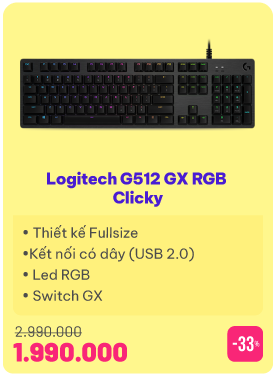 Logitech G512 GX RGB
Clicky
• Thiết kế Fullsize
•Kết nối có dây (USB 2.0)
• Led RGB
• Switch GX
2.990.000
1.990.000
-33%